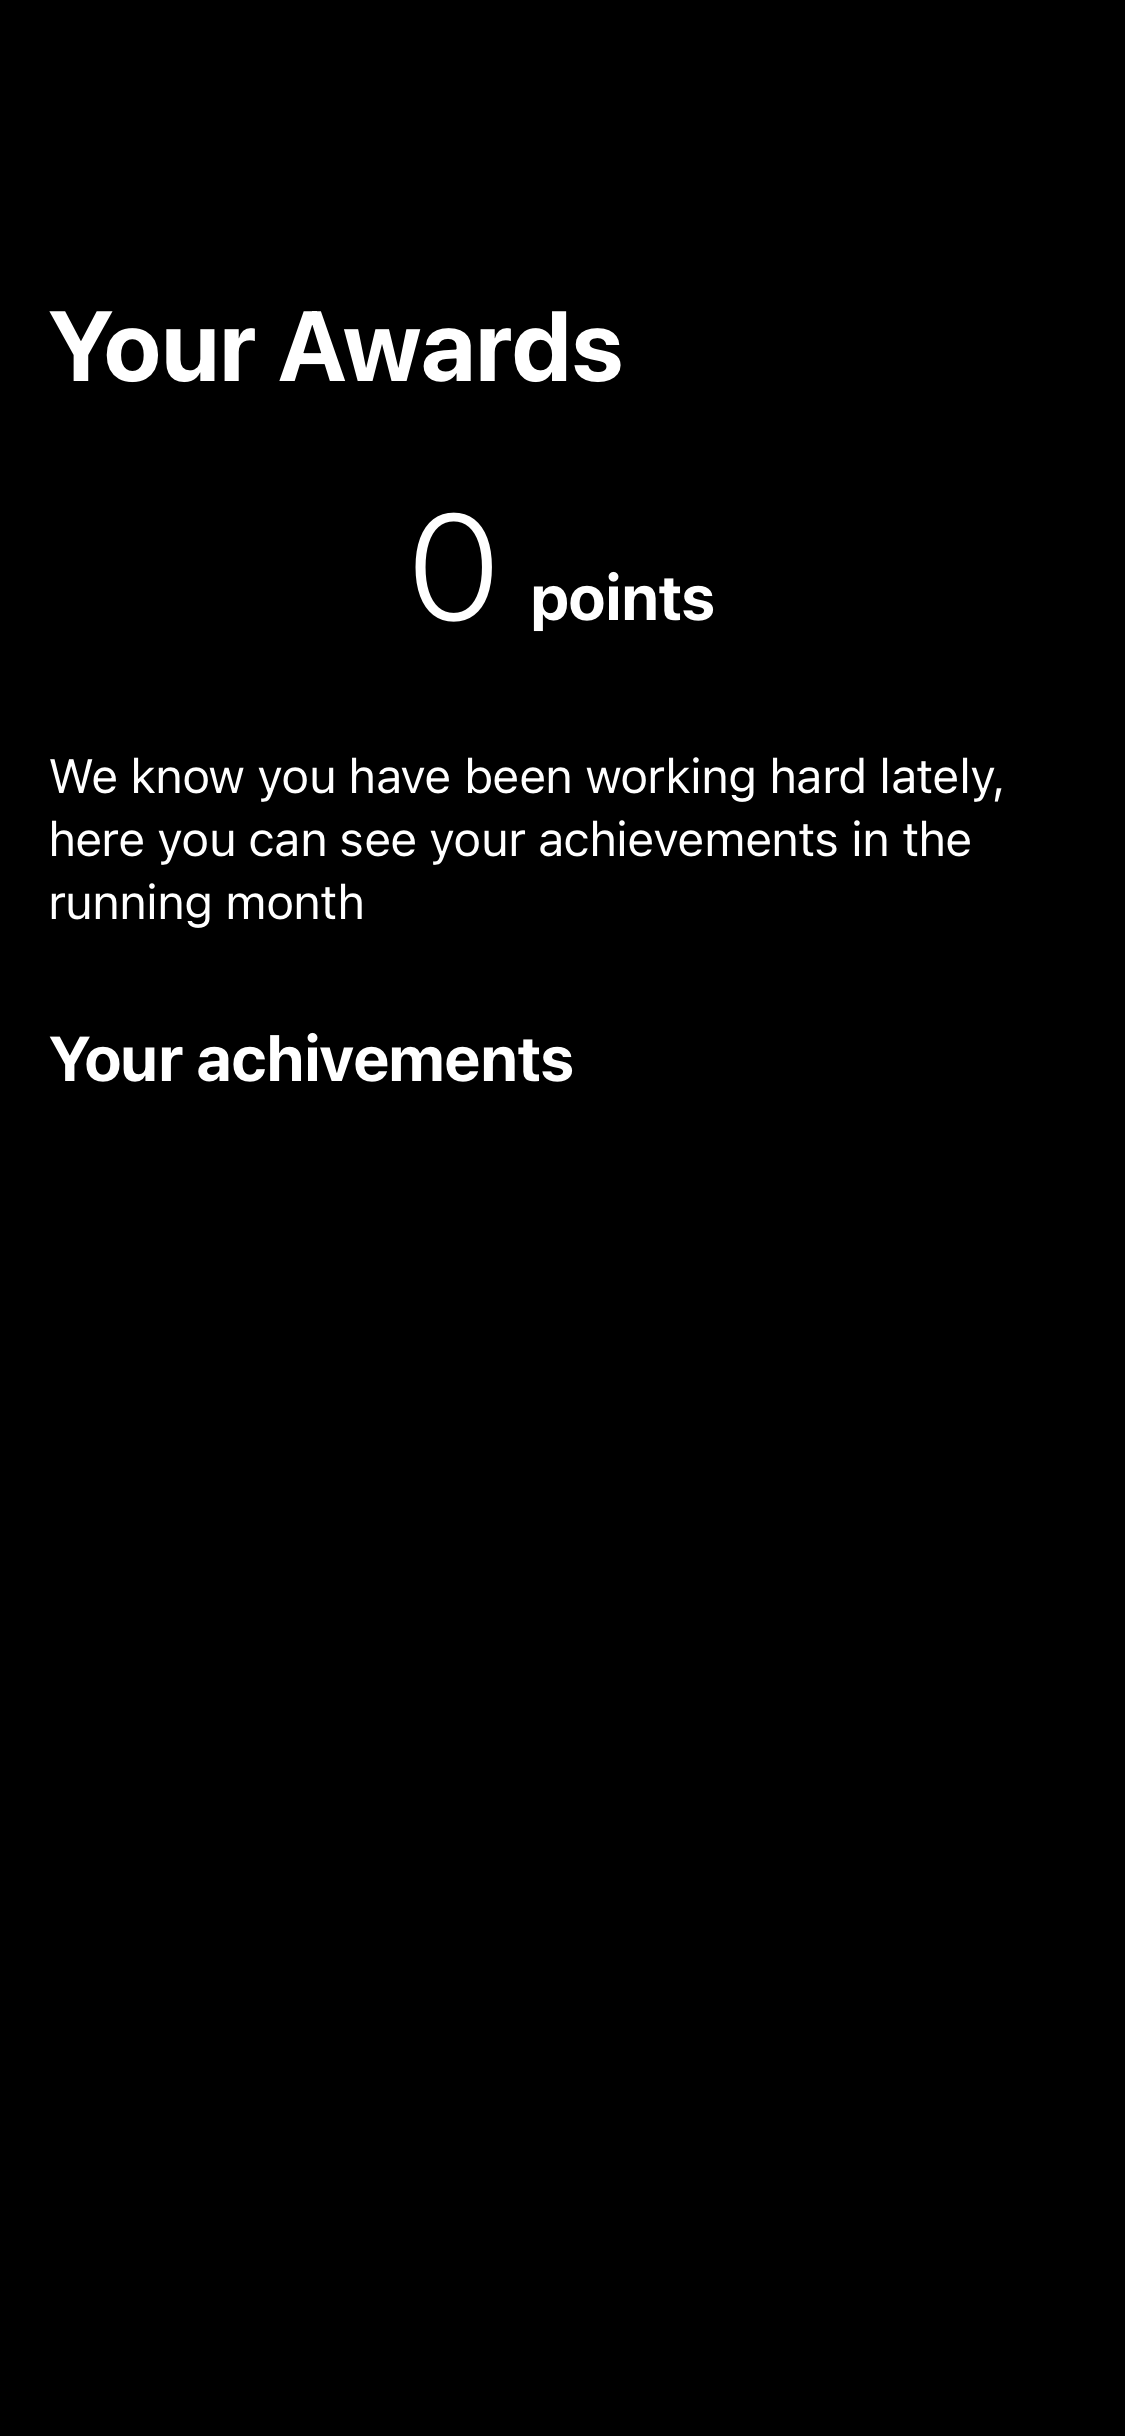 Your Awards
0 points
We know you have been working hard lately,
here you can see your achievements in the
running month
Your achivements